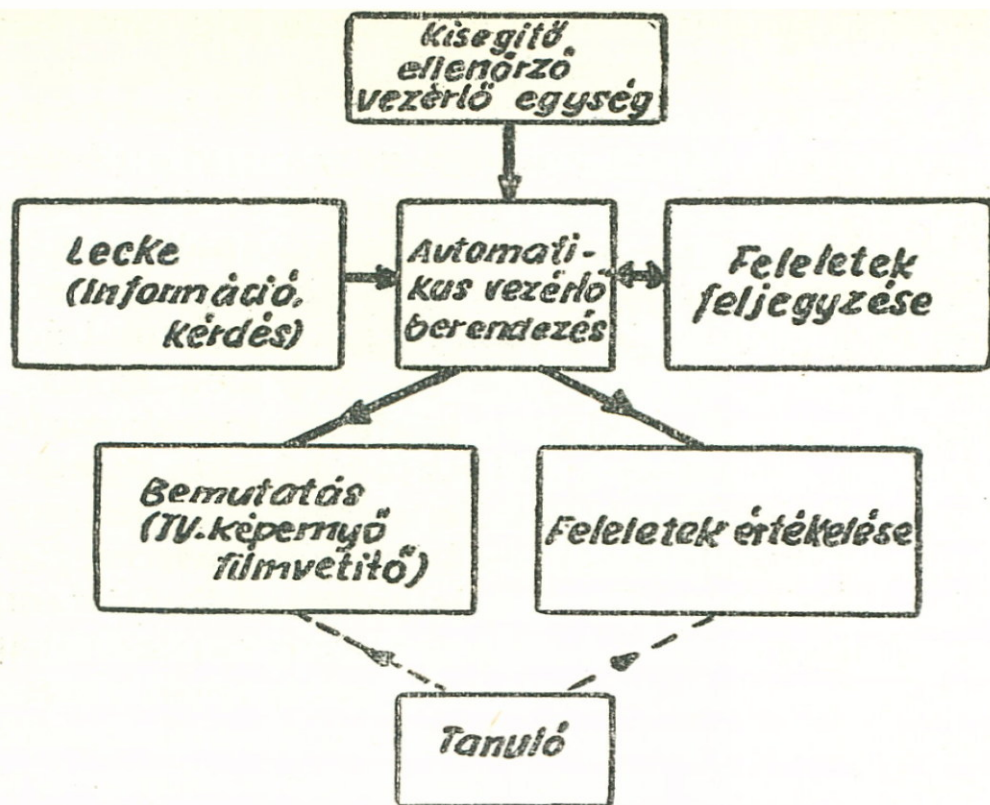 Kisegítő
ellenőrző
vezérlő egység
Lecke
(Információ,
kérdés)
Automati-
kus vezérlő
berendezés
Feleletek
feljegyzése
Bemutatás
(TV.képernyő
filmvetítő)
Feleletek értékelése
Tanuló